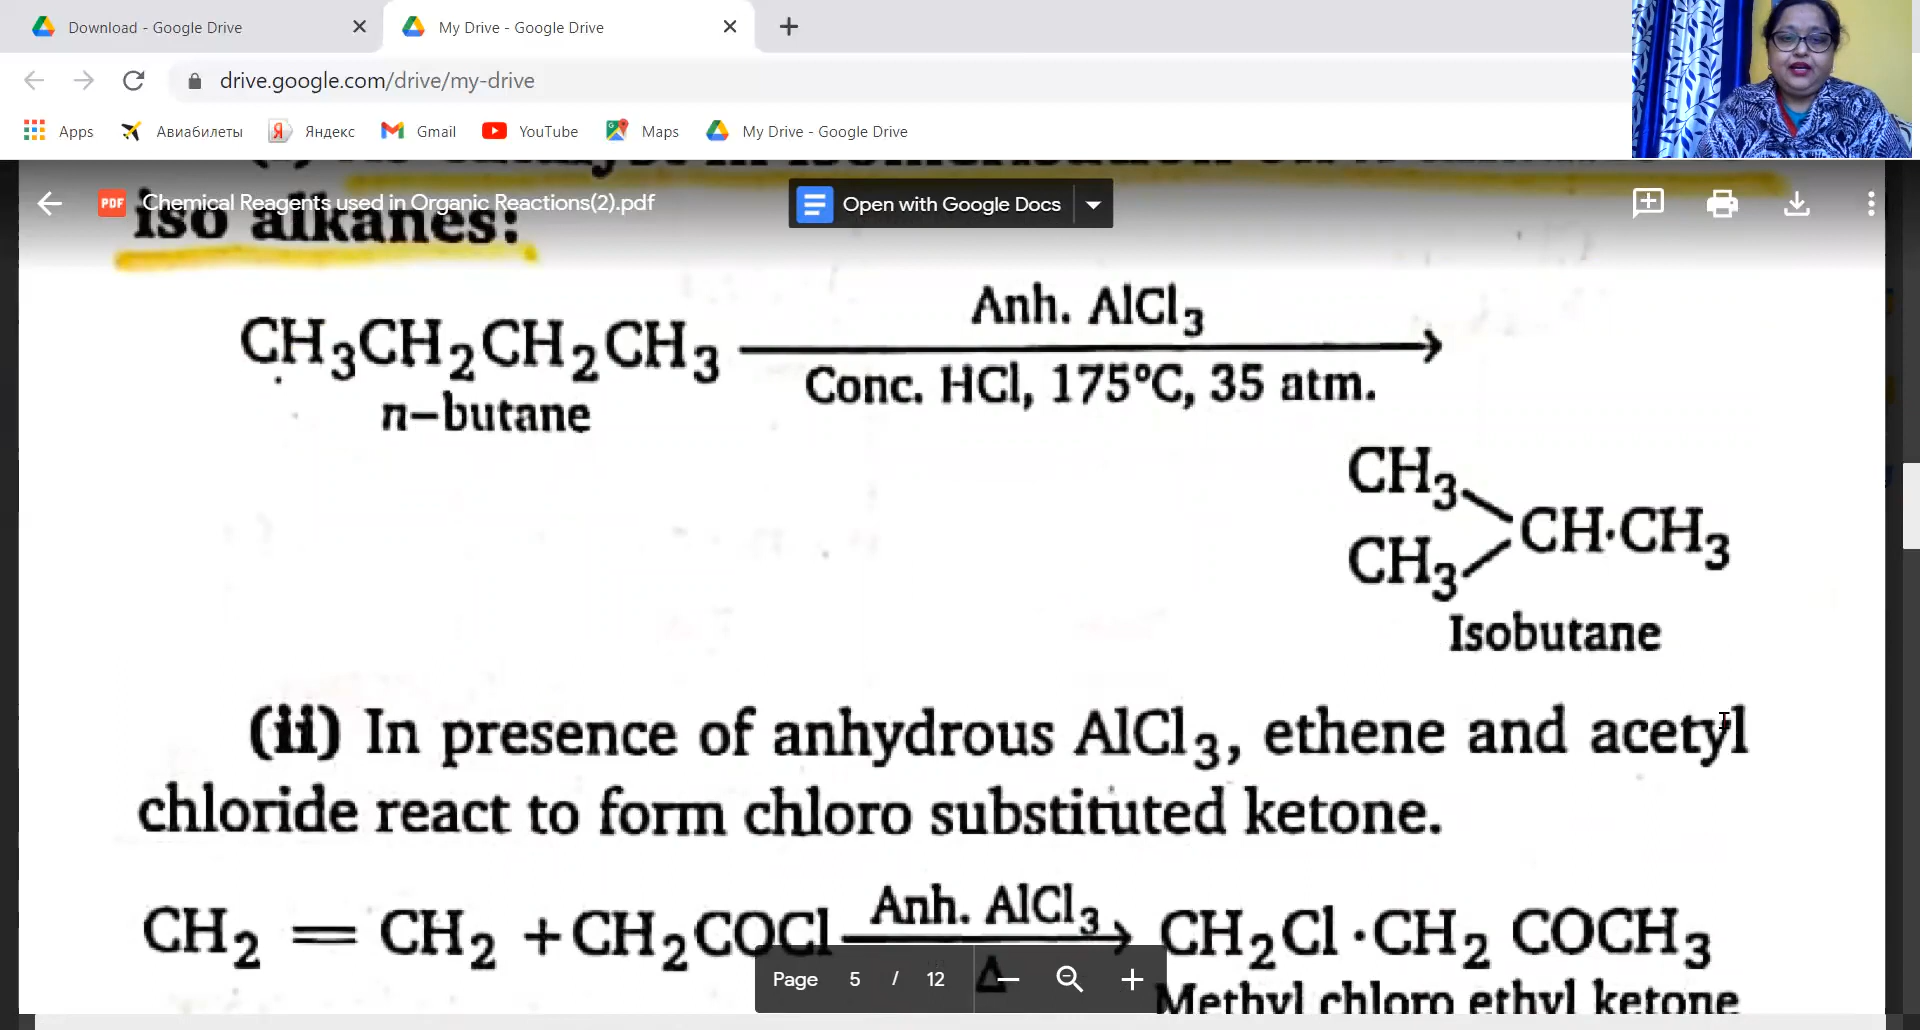 Download - Google Drive
My Drive - Google Drive
drive.google.com/drive/my-drive
Apps Авиабилеты Яндекс Gmail YouTube Maps My Drive - Google Drive
Chemical Reagents used in Organic Reactions(2).pdf
Open with Google Docs
iso alkanes:
Anh. AlCl3
CH3CH2CH2CH3
Conc. HCl, 175°C, 35 atm.
n-butane
CH3
CH·CH3
CH3
Isobutane
(ii) In presence of anhydrous AlCl3, ethene and acetyl
chloride react to form chloro substituted ketone.
Anh. AlCl3
CH2 = CH2 + CH2COCl → CH2Cl·CH2 COCH3
Δ
Methyl chloro ethyl ketone
Page 5 / 12